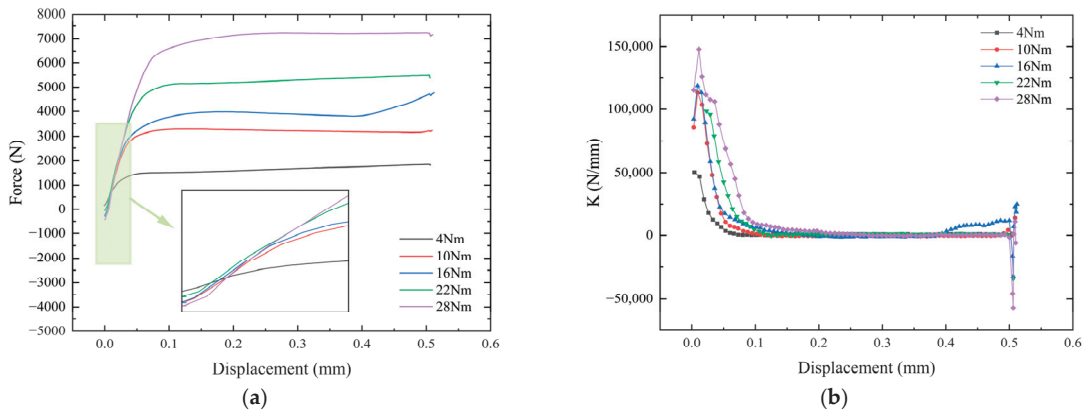 8000
7000
6000
5000
4000
3000
2000
1000
0
−1000
−2000
−3000
−4000
−5000
Force (N)
4Nm
10Nm
16Nm
22Nm
28Nm
0.0 0.1 0.2 0.3 0.4 0.5 0.6
Displacement (mm)
(a)
150,000
100,000
50,000
0
−50,000
K (N/mm)
4Nm
10Nm
16Nm
22Nm
28Nm
0.0 0.1 0.2 0.3 0.4 0.5 0.6
Displacement (mm)
(b)